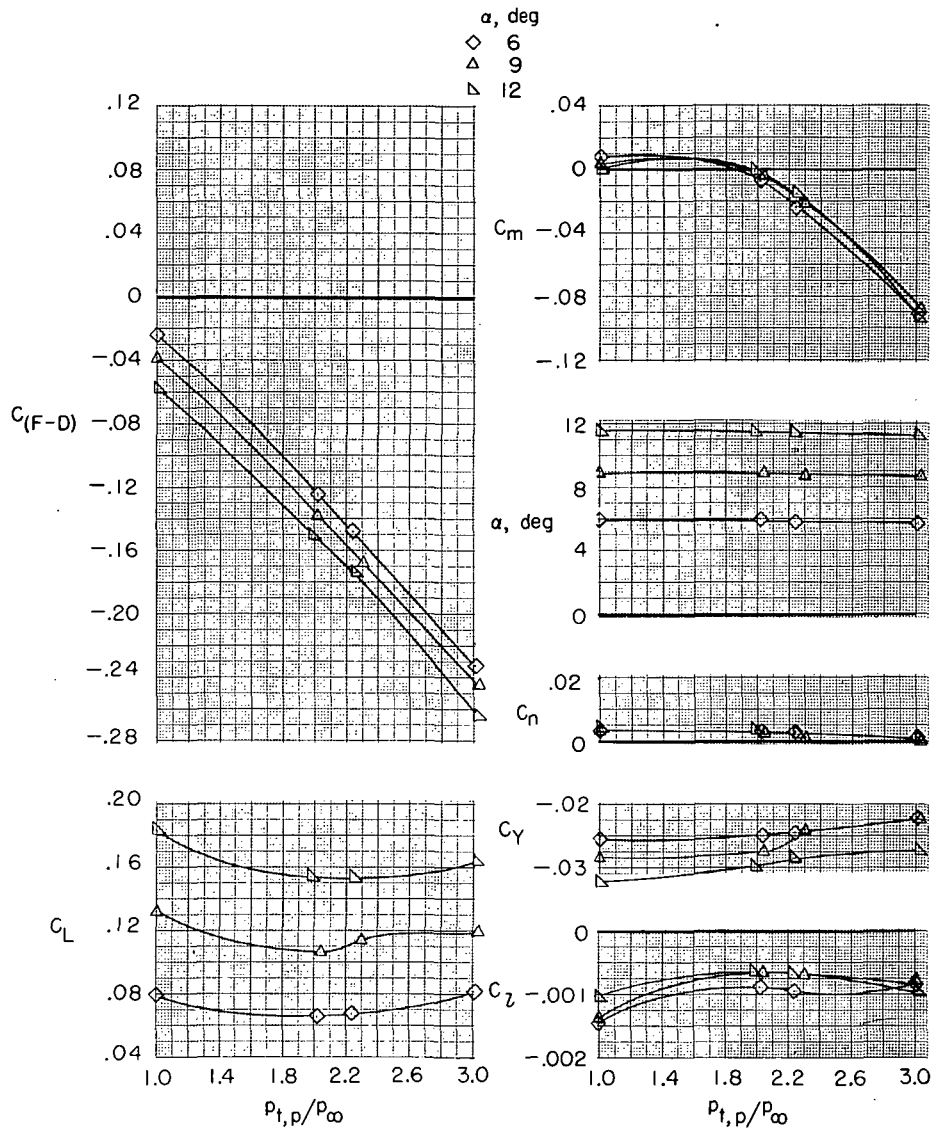 α, deg
6
9
12
.12
.08
.04
0
-.04
-.08
-.12
-.16
-.20
-.24
-.28
C(F-D)
.04
0
-.04
-.08
-.12
Cm
12
8
4
0
α, deg
.02
0
Cn
-.02
-.03
CY
.20
.16
.12
.08
.04
CL
0
-.001
-.002
Cl
1.0 1.4 1.8 2.2 2.6 3.0
pt,p/p∞
1.0 1.4 1.8 2.2 2.6 3.0
pt,p/p∞